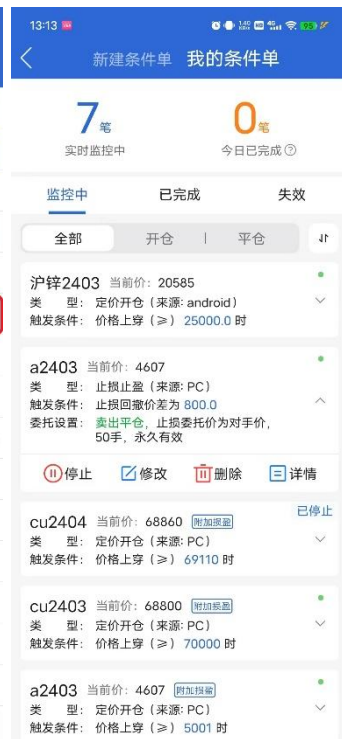 13:13
95
新建条件单 我的条件单
7笔 0笔
实时监控中 今日已完成?
监控中 已完成 失效
全部 开仓 | 平仓
沪锌2403 当前价: 20585
类 型: 定价开仓（来源: android）
触发条件: 价格上穿（≥） 25000.0 时
a2403 当前价: 4607
类 型: 止损止盈（来源: PC）
触发条件: 止损回撤价差为 800.0
委托设置: 卖出平仓，止损委托价为对手价，
50手，永久有效
停止 修改 删除 详情
cu2404 当前价: 68860 附加损盈 已停止
类 型: 定价开仓（来源: PC）
触发条件: 价格上穿（≥） 69110 时
cu2403 当前价: 68800 附加损盈
类 型: 定价开仓（来源: PC）
触发条件: 价格上穿（≥） 70000 时
a2403 当前价: 4607 附加损盈
类 型: 定价开仓（来源: PC）
触发条件: 价格上穿（≥） 5001 时